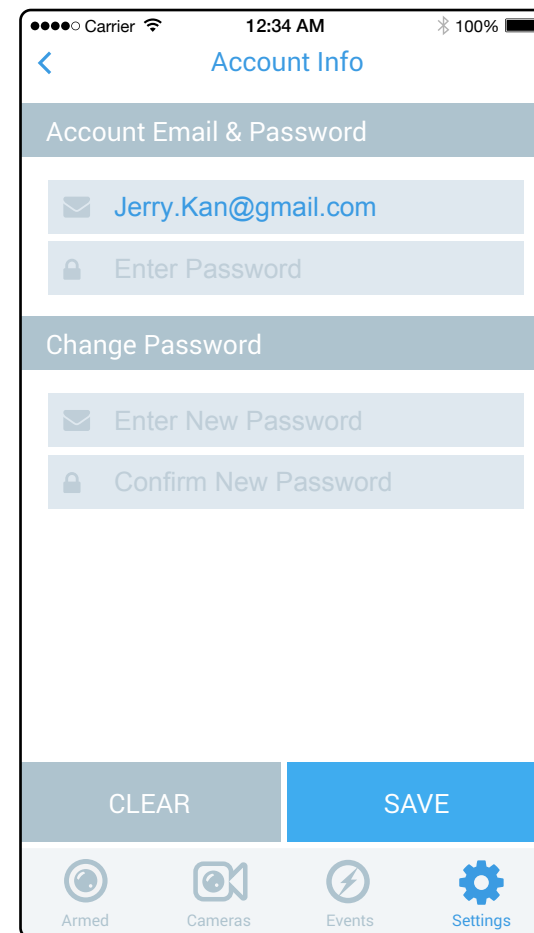 Carrier 12:34 AM 100%
Account Info
Account Email & Password
Jerry.Kan@gmail.com
Enter Password
Change Password
Enter New Password
Confirm New Password
CLEAR SAVE
Armed Cameras Events Settings